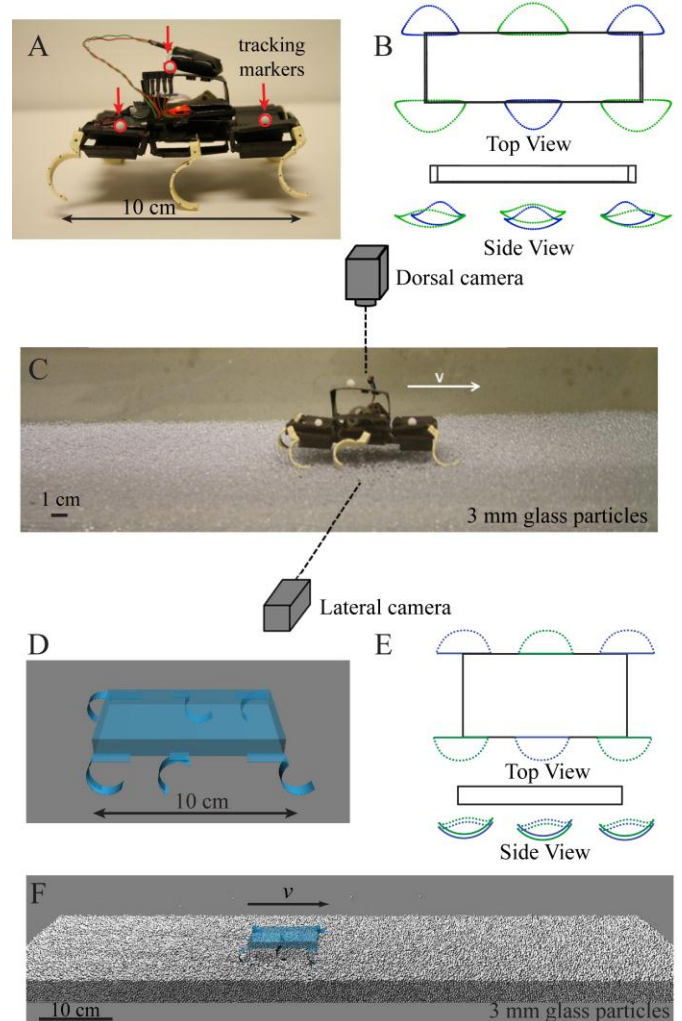 A
tracking
markers
10 cm
B
Top View
Side View
Dorsal camera
C
v
1 cm
3 mm glass particles
Lateral camera
D
10 cm
E
Top View
Side View
F
v
10 cm
3 mm glass particles